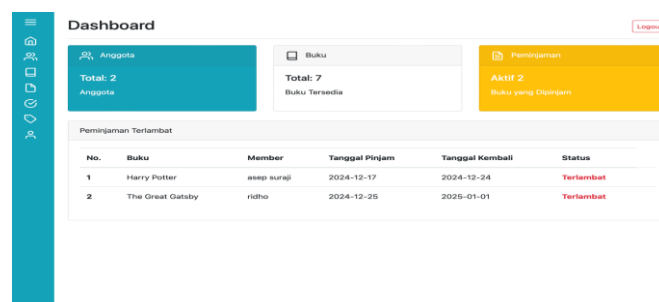 Dashboard
Logou
Anggota
Total: 2
Anggota
Buku
Total: 7
Buku Tersedia
Peminjaman
Aktif 2
Buku yang Dipinjam
Peminjaman Terlambat
No. Buku Member Tanggal Pinjam Tanggal Kembali Status
1 Harry Potter asep suraji 2024-12-17 2024-12-24 Terlambat
2 The Great Gatsby ridho 2024-12-25 2025-01-01 Terlambat